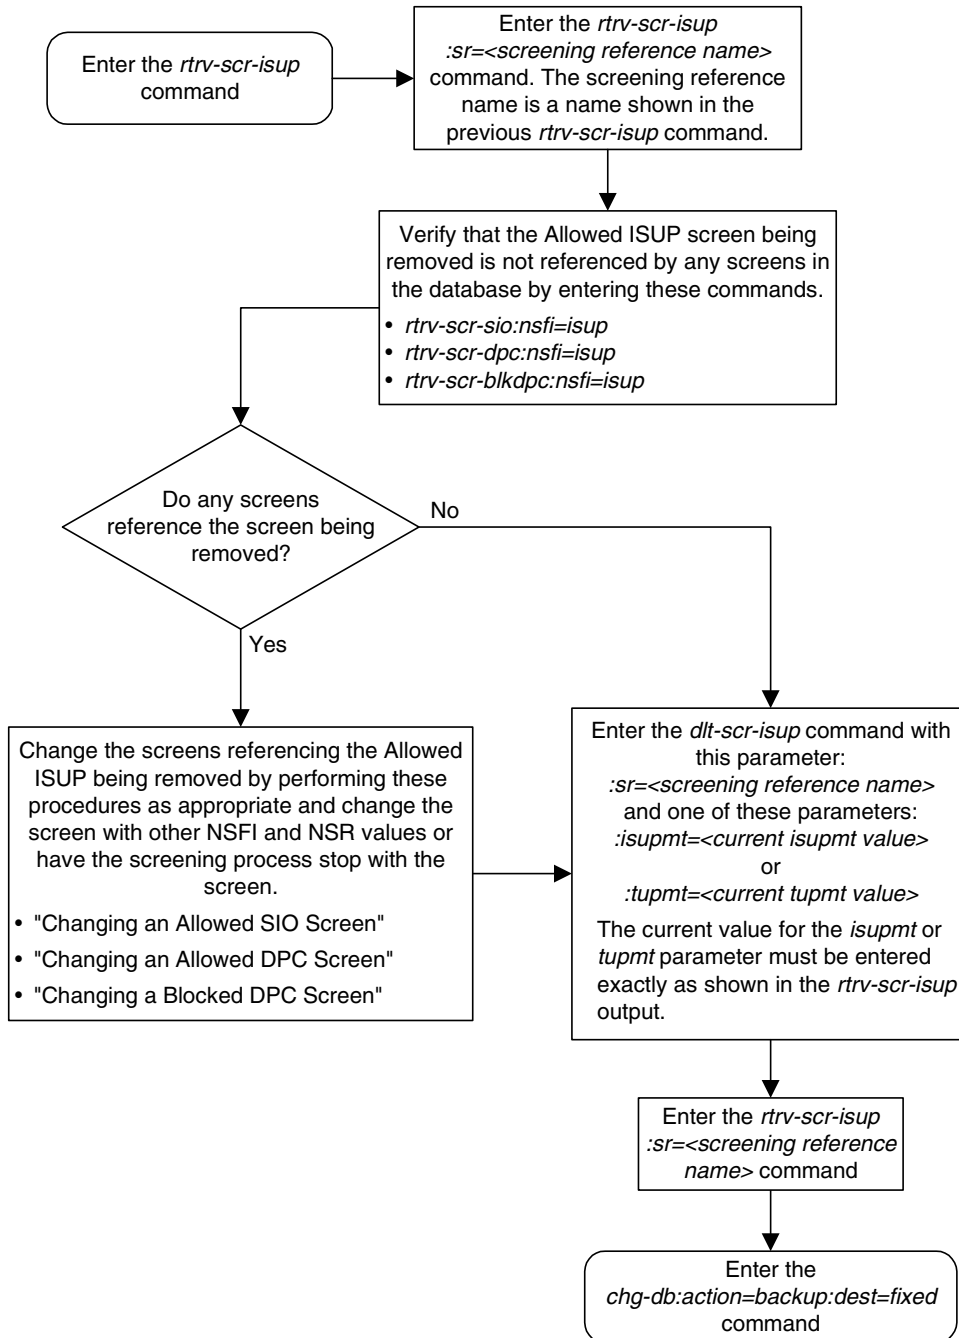 Enter the rtrv-scr-isup
command
Enter the rtrv-scr-isup
:sr=<screening reference name>
command. The screening reference
name is a name shown in the
previous rtrv-scr-isup command.
Verify that the Allowed ISUP screen being
removed is not referenced by any screens in
the database by entering these commands.
• rtrv-scr-sio:nsfi=isup
• rtrv-scr-dpc:nsfi=isup
• rtrv-scr-blkdpc:nsfi=isup
Do any screens
reference the screen being
removed?
No
Yes
Change the screens referencing the Allowed
ISUP being removed by performing these
procedures as appropriate and change the
screen with other NSFI and NSR values or
have the screening process stop with the
screen.
• "Changing an Allowed SIO Screen"
• "Changing an Allowed DPC Screen"
• "Changing a Blocked DPC Screen"
Enter the dlt-scr-isup command with
this parameter:
:sr=<screening reference name>
and one of these parameters:
:isupmt=<current isupmt value>
or
:tupmt=<current tupmt value>
The current value for the isupmt or
tupmt parameter must be entered
exactly as shown in the rtrv-scr-isup
output.
Enter the rtrv-scr-isup
:sr=<screening reference
name> command
Enter the
chg-db:action=backup:dest=fixed
command